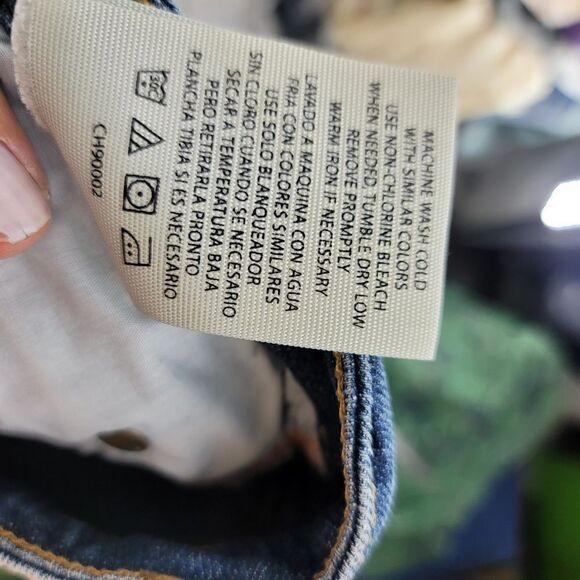 MACHINE WASH COLD
WITH SIMILAR COLORS
USE NON-CHLORINE BLEACH
WHEN NEEDED, TUMBLE DRY LOW
REMOVE PROMPTLY
WARM IRON IF NECESSARY
LAVADO A MAQUINA CON AGUA
FRIA CON COLORES SIMILARES
USE SOLO BLANQUEADOR
SIN CLORO CUANDO SE NECESARIO
SECAR A TEMPERATURA BAJA
PERO RETIRARLA PRONTO
PLANCHA TIBIA SI ES NECESARIO
30C
CH90002